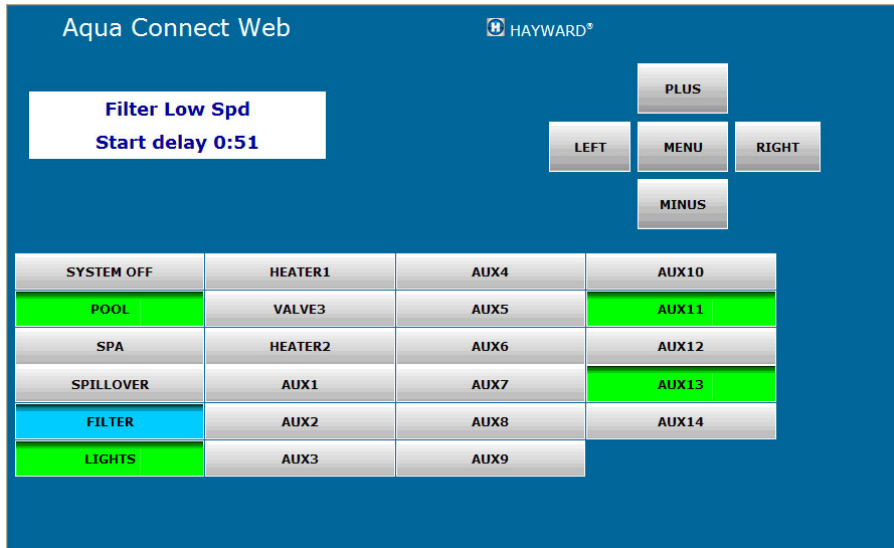 Aqua Connect Web
H HAYWARD®
Filter Low Spd
Start delay 0:51
PLUS
LEFT MENU RIGHT
MINUS
SYSTEM OFF HEATER1 AUX4 AUX10
POOL VALVE3 AUX5 AUX11
SPA HEATER2 AUX6 AUX12
SPILLOVER AUX1 AUX7 AUX13
FILTER AUX2 AUX8 AUX14
LIGHTS AUX3 AUX9